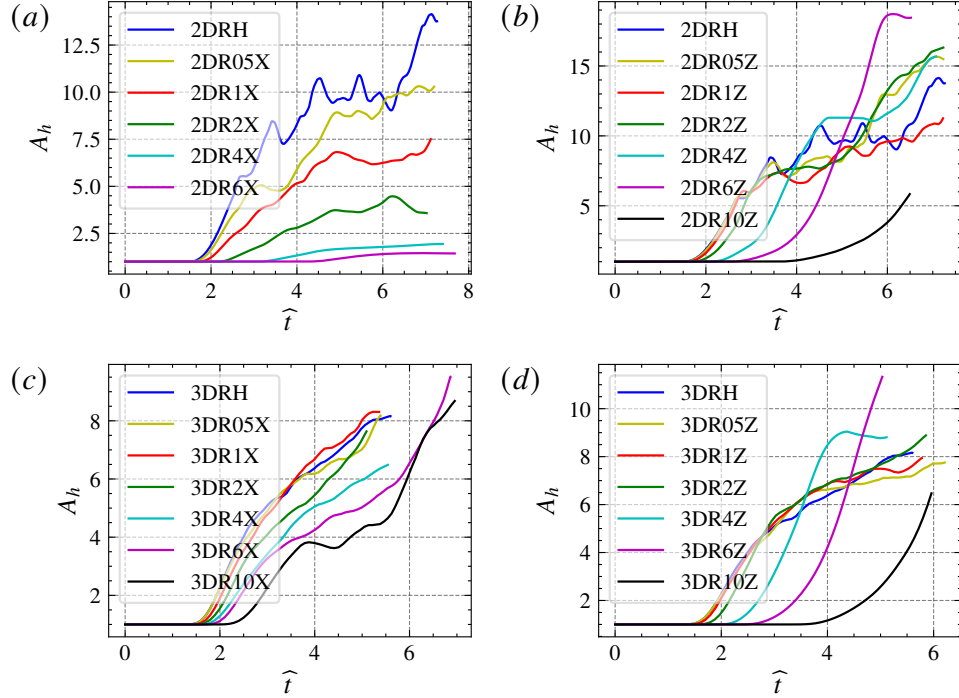 (a)
A_h
12.5
10.0
7.5
5.0
2.5
2DRH
2DR05X
2DR1X
2DR2X
2DR4X
2DR6X
0 2 4 6 8
t̂
(b)
A_h
15
10
5
2DRH
2DR05Z
2DR1Z
2DR2Z
2DR4Z
2DR6Z
2DR10Z
0 2 4 6
t̂
(c)
A_h
8
6
4
2
3DRH
3DR05X
3DR1X
3DR2X
3DR4X
3DR6X
3DR10X
0 2 4 6
t̂
(d)
A_h
10
8
6
4
2
3DRH
3DR05Z
3DR1Z
3DR2Z
3DR4Z
3DR6Z
3DR10Z
0 2 4 6
t̂